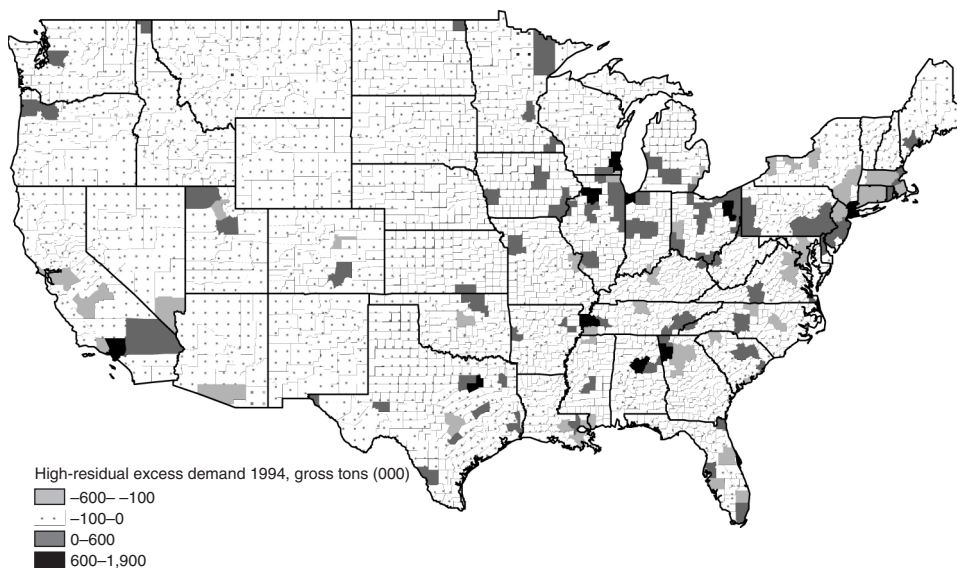 High-residual excess demand 1994, gross tons (000)
–600– –100
–100–0
0–600
600–1,900